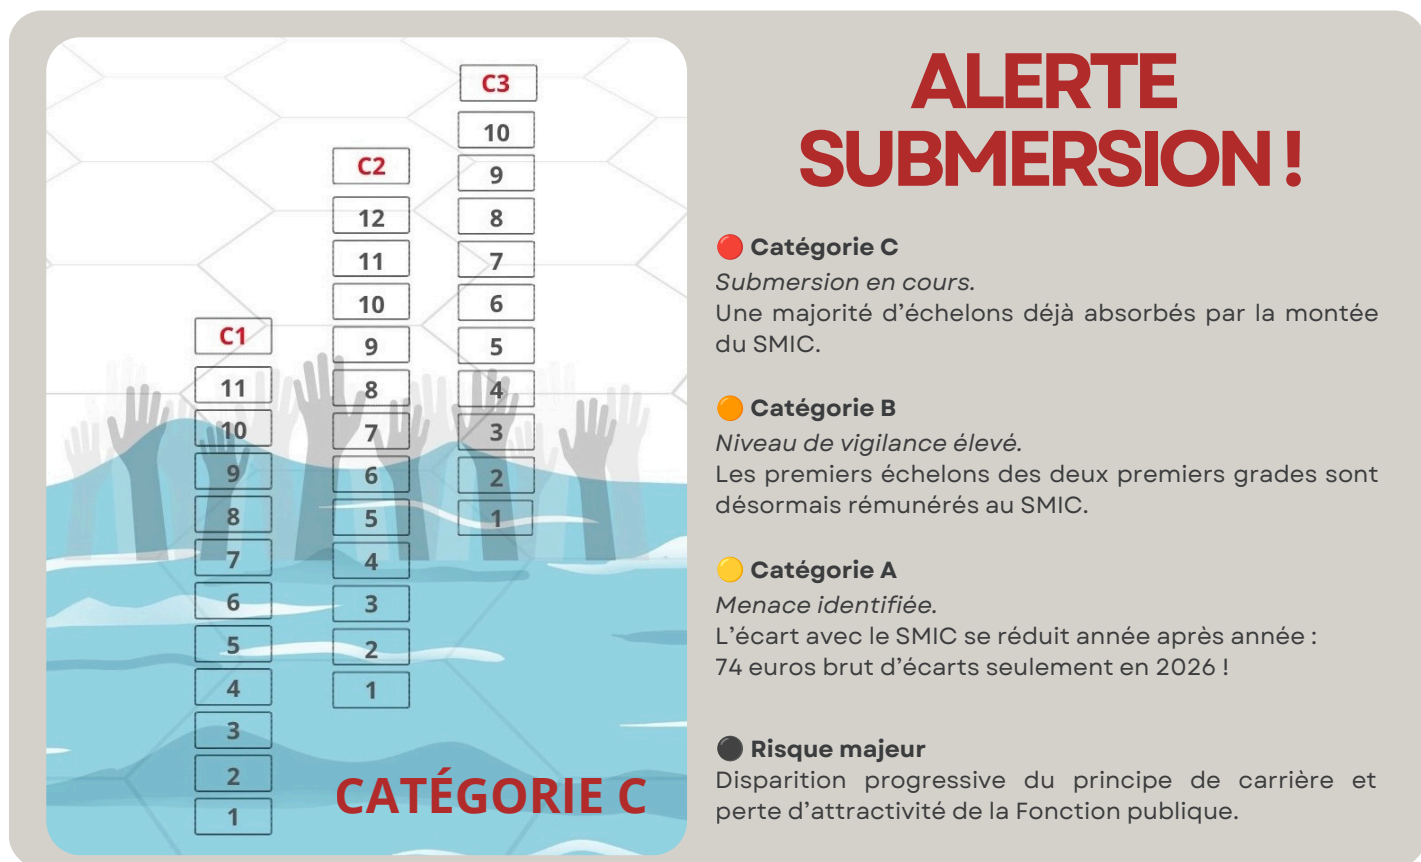 C1
11
10
9
8
7
6
5
4
3
2
1
C2
12
11
10
9
8
7
6
5
4
3
2
1
C3
10
9
8
7
6
5
4
3
2
1
CATÉGORIE C
ALERTE
SUBMERSION !
🔴 Catégorie C
Submersion en cours.
Une majorité d’échelons déjà absorbés par la montée
du SMIC.
🟠 Catégorie B
Niveau de vigilance élevé.
Les premiers échelons des deux premiers grades sont
désormais rémunérés au SMIC.
🟡 Catégorie A
Menace identifiée.
L’écart avec le SMIC se réduit année après année :
74 euros brut d’écarts seulement en 2026 !
⚫ Risque majeur
Disparition progressive du principe de carrière et
perte d’attractivité de la Fonction publique.